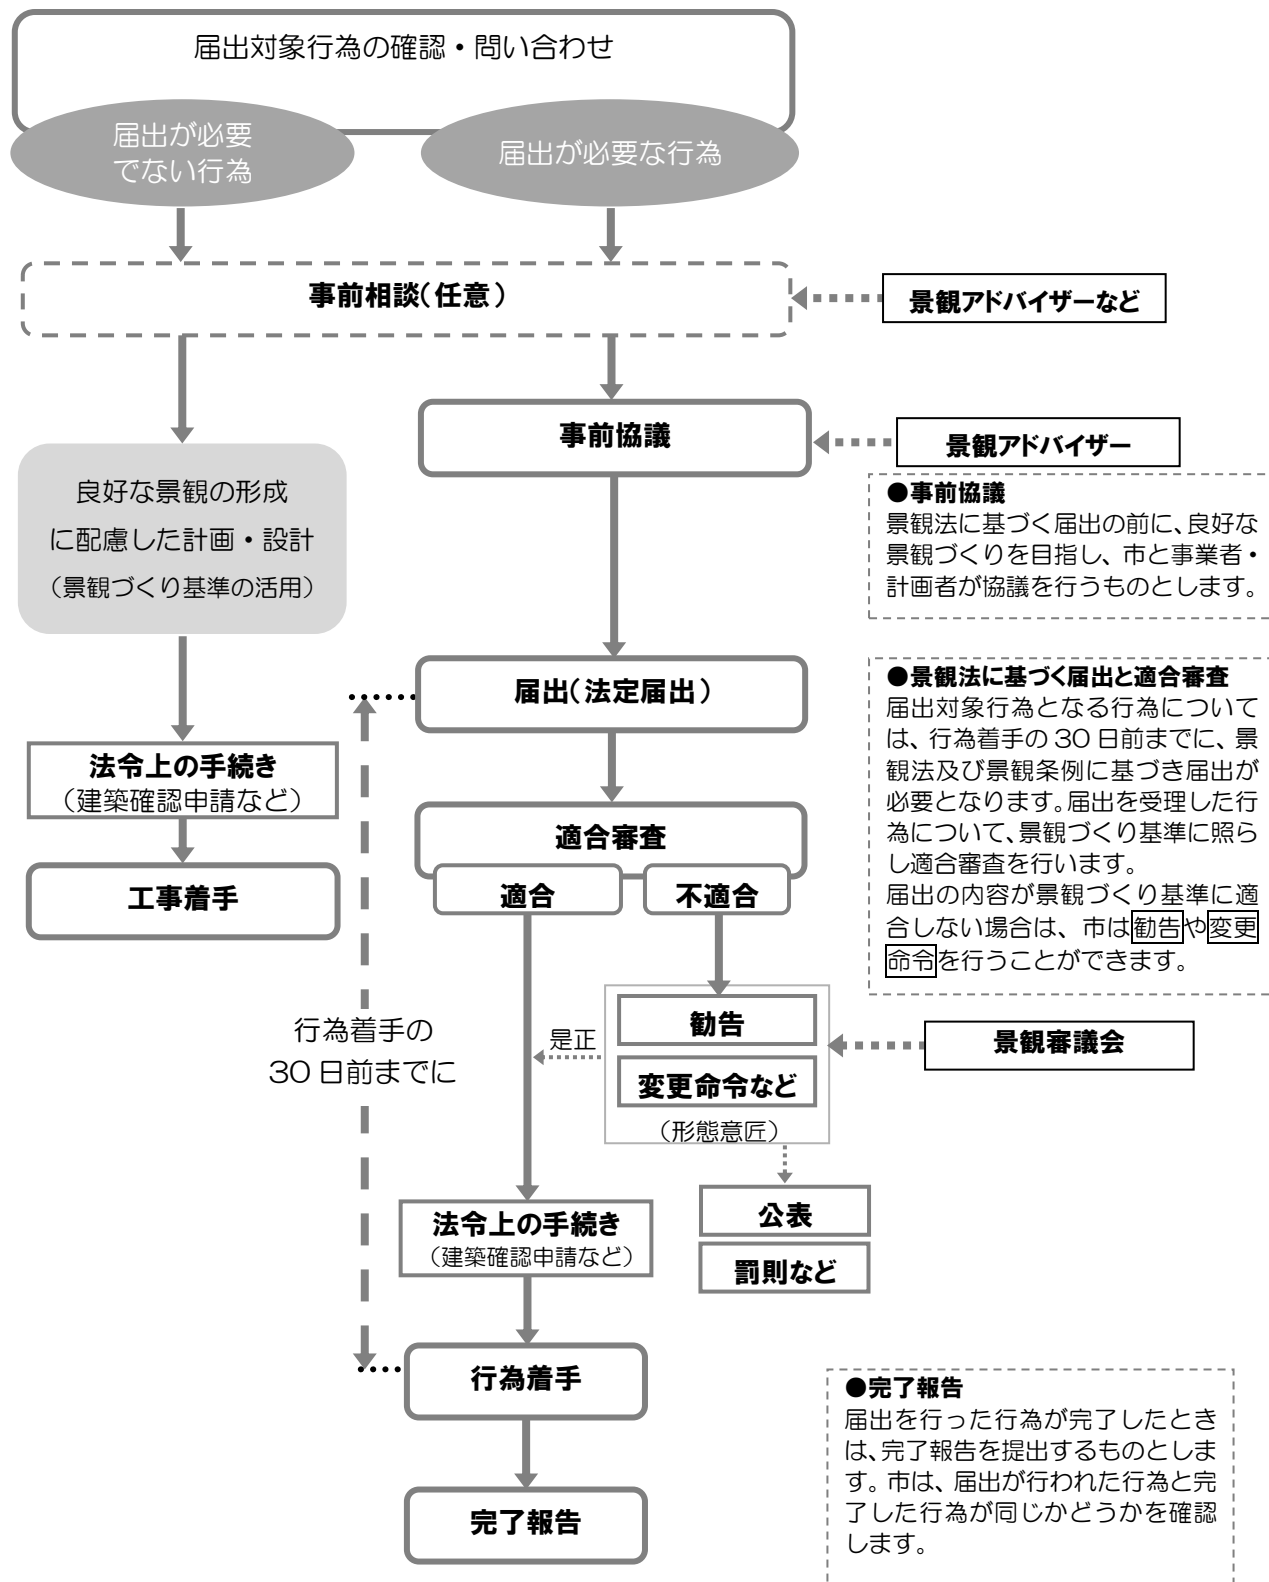 届出対象行為の確認・問い合わせ
届出が必要
でない行為
届出が必要な行為
事前相談(任意)
景観アドバイザーなど
事前協議
景観アドバイザー
良好な景観の形成
に配慮した計画・設計
(景観づくり基準の活用)
●事前協議
景観法に基づく届出の前に、良好な
景観づくりを目指し、市と事業者・
計画者が協議を行うものとします。
届出(法定届出)
●景観法に基づく届出と適合審査
届出対象行為となる行為について
は、行為着手の30日前までに、景
観法及び景観条例に基づき届出が
必要となります。届出を受理した行
為について、景観づくり基準に照ら
し適合審査を行います。
届出の内容が景観づくり基準に適
合しない場合は、市は勧告や変更
命令を行うことができます。
法令上の手続き
(建築確認申請など)
適合審査
適合
不適合
工事着手
行為着手の
30日前までに
是正
勧告
変更命令など
(形態意匠)
景観審議会
公表
罰則など
法令上の手続き
(建築確認申請など)
行為着手
完了報告
●完了報告
届出を行った行為が完了したとき
は、完了報告を提出するものとしま
す。市は、届出が行われた行為と完
了した行為が同じかどうかを確認
します。